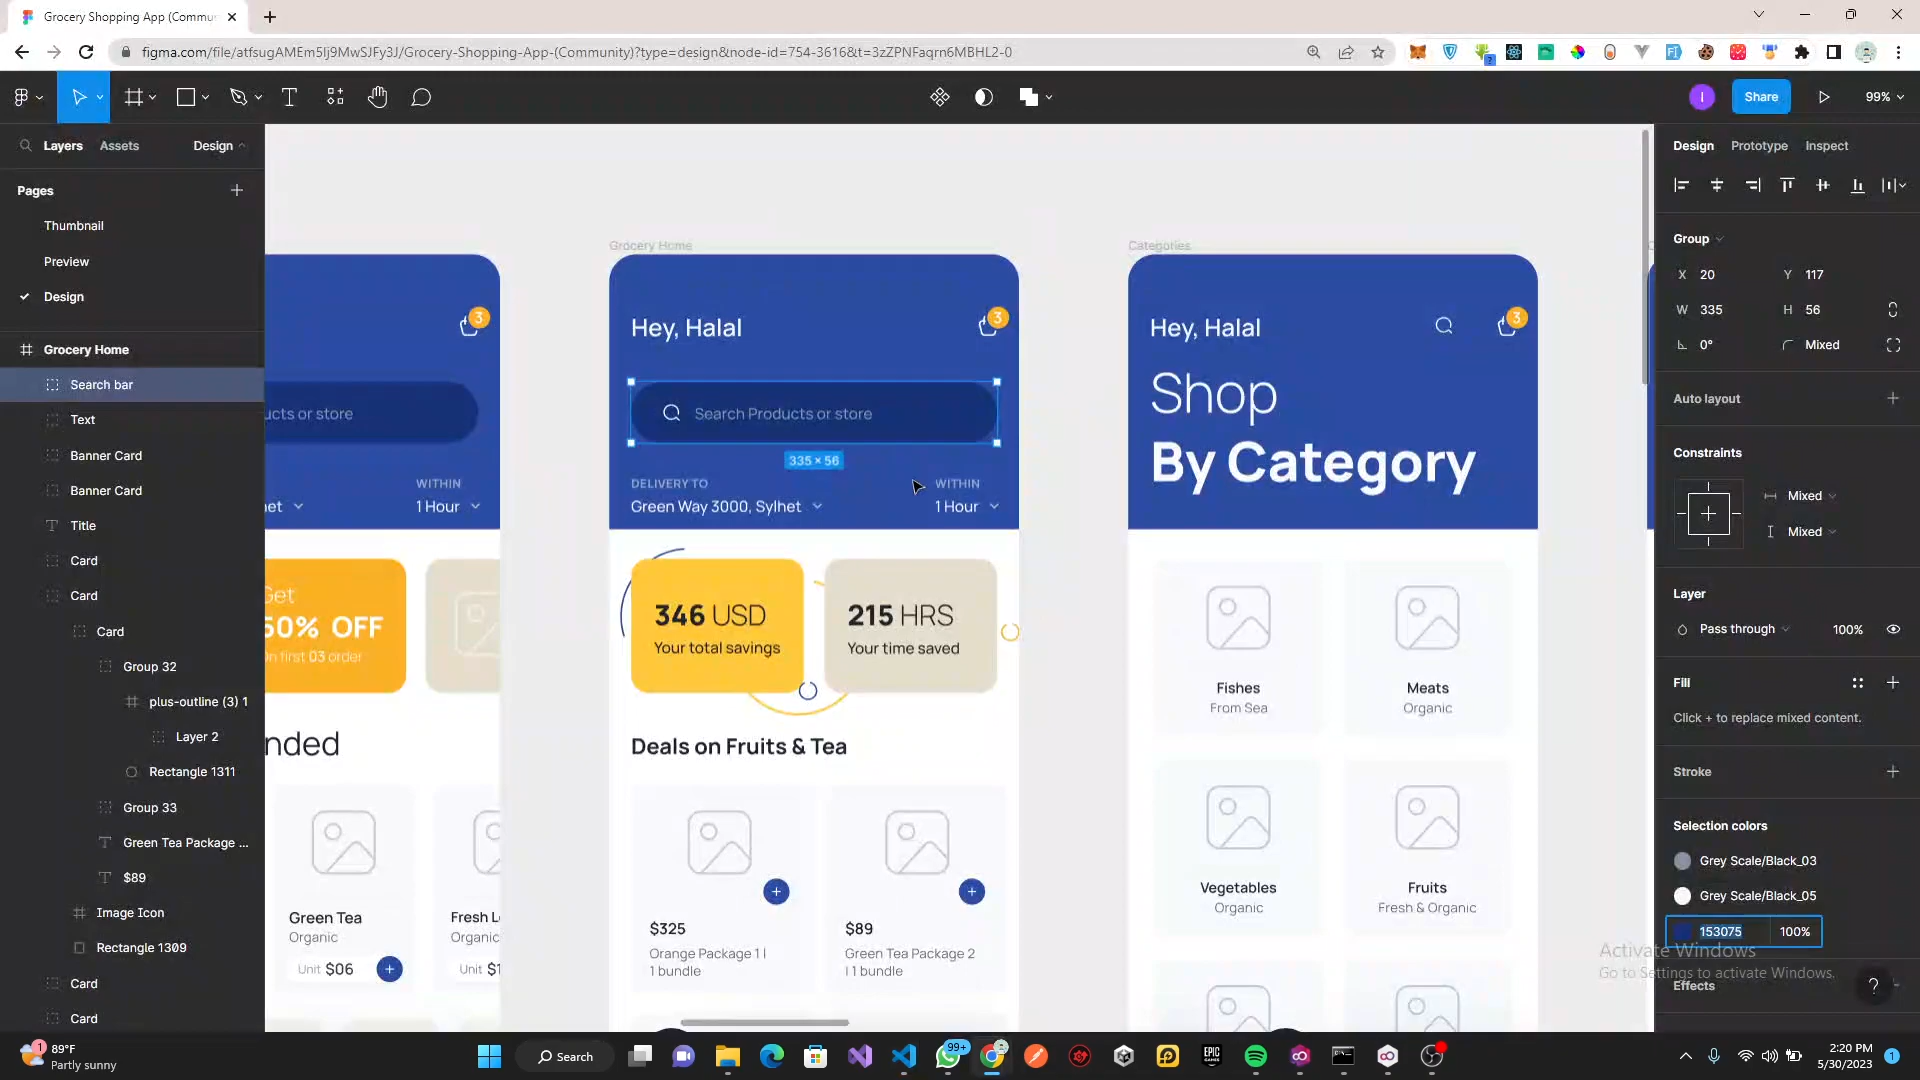 Grocery Shopping App (Commu
figma.com/file/atfsugAMEm5Ij9MwSJFy3J/Grocery-Shopping-App-(Community)?type=design&node-id=754-3616&t=3zZPNFaqrn6MBHL2-0
I
Share
99%
Layers
Assets
Design
Pages
Thumbnail
Preview
Design
Grocery Home
Search bar
Text
Banner Card
Banner Card
Title
Card
Card
Card
Group 32
plus-outline (3) 1
Layer 2
Rectangle 1311
Group 33
Green Tea Package ...
$89
Image Icon
Rectangle 1309
Card
Card
3
ucts or store
WITHIN
1 Hour
Get
50% OFF
On first 03 order
nded
Green Tea
Organic
Unit $06
Fresh L
Organic
Unit $1
Grocery Home
Hey, Halal
3
Search Products or store
335 × 56
DELIVERY TO
Green Way 3000, Sylhet
WITHIN
1 Hour
346 USD
Your total savings
215 HRS
Your time saved
Deals on Fruits & Tea
$325
Orange Package 1 |
1 bundle
$89
Green Tea Package 2
| 1 bundle
Categories
Hey, Halal
3
Shop
By Category
Fishes
From Sea
Meats
Organic
Vegetables
Organic
Fruits
Fresh & Organic
Design
Prototype
Inspect
Group
X 20
Y 117
W 335
H 56
0°
Mixed
Auto layout
Constraints
Mixed
Mixed
Layer
Pass through
100%
Fill
Click + to replace mixed content.
Stroke
Selection colors
Grey Scale/Black_03
Grey Scale/Black_05
153075
100%
Activate Windows
Go to Settings to activate Windows.
Effects
?
1
89°F
Partly sunny
Search
99+
EPIC
GAMES
2:20 PM
5/30/2023
1